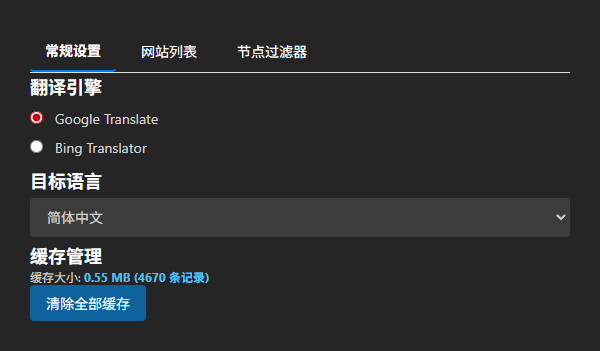 常规设置 网站列表 节点过滤器
翻译引擎
Google Translate
Bing Translator
目标语言
简体中文
缓存管理
缓存大小: 0.55 MB (4670 条记录)
清除全部缓存